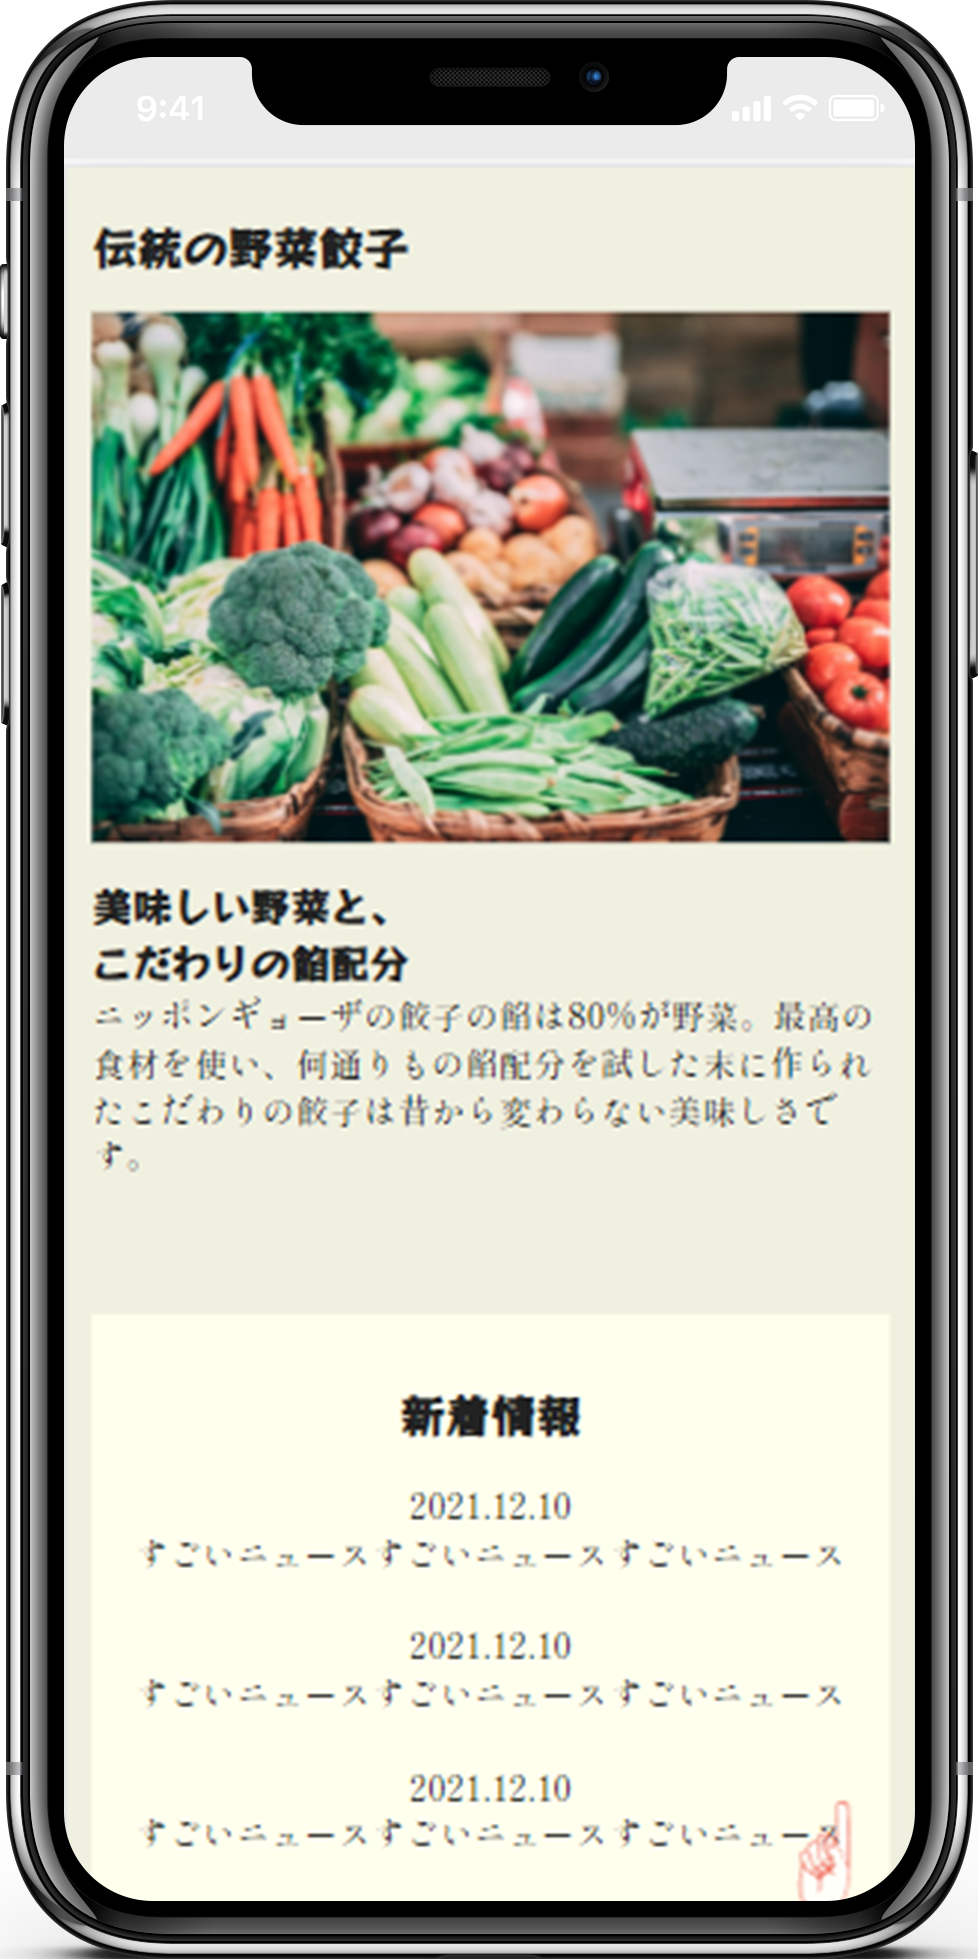 9:41
伝統の野菜餃子
美味しい野菜と、
こだわりの餡配分
ニッポンギョーザの餃子の餡は80%が野菜。最高の
食材を使い、何通りもの餡配分を試した末に作られ
たこだわりの餃子は昔から変わらない美味しさで
す。
新着情報
2021.12.10
すごいニュースすごいニュースすごいニュース
2021.12.10
すごいニュースすごいニュースすごいニュース
2021.12.10
すごいニュースすごいニュースすごいニュース